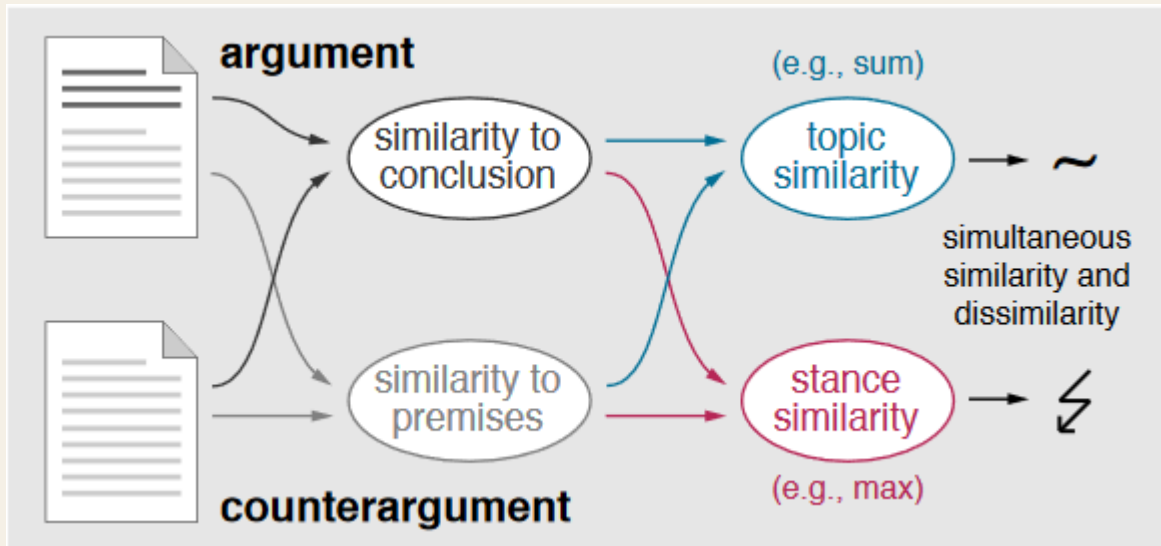 argument
(e.g., sum)
similarity to
conclusion
topic
similarity
~
simultaneous
similarity and
dissimilarity
similarity to
premises
stance
similarity
(e.g., max)
counterargument